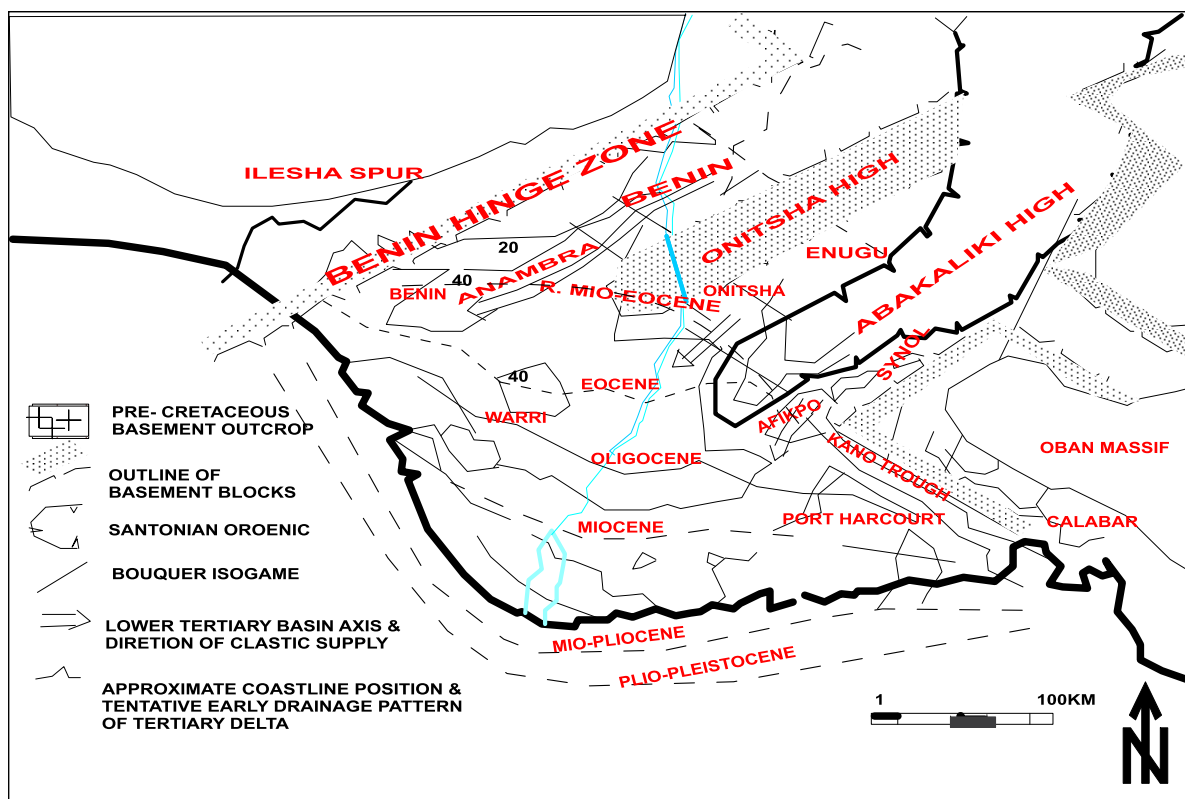 ILESHA SPUR
BENIN HINGE ZONE
BENIN
ONITSHA HIGH
ENUGU
ABAKALIKI HIGH
20
ANAMBRA
40
BENIN
R. MIO-EOCENE
ONITSHA
SYNOL
40
EOCENE
WARRI
AFIKPO
OLIGOCENE
KANO TROUGH
OBAN MASSIF
MIOCENE
PORT HARCOURT
CALABAR
MIO-PLIOCENE
PLIO-PLEISTOCENE
PRE- CRETACEOUS
BASEMENT OUTCROP
OUTLINE OF
BASEMENT BLOCKS
SANTONIAN OROENIC
BOUQUER ISOGAME
LOWER TERTIARY BASIN AXIS &
DIRETION OF CLASTIC SUPPLY
APPROXIMATE COASTLINE POSITION &
TENTATIVE EARLY DRAINAGE PATTERN
OF TERTIARY DELTA
1 100KM
N